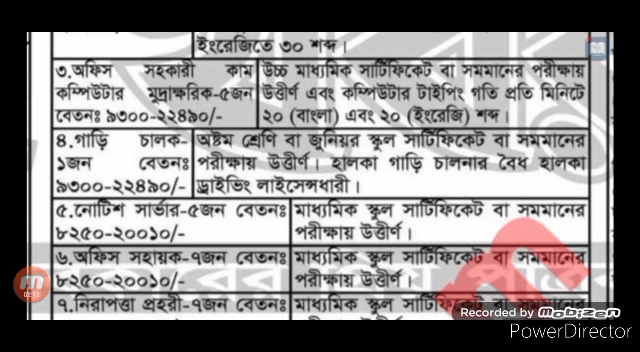 ইংরেজিতে ৩০ শব্দ।
৩.অফিস সহকারী কাম
কম্পিউটার মুদ্রাক্ষরিক-৫জন
বেতনঃ ৯৩০০-২২৪৯০/-
উচ্চ মাধ্যমিক সার্টিফিকেট বা সমমানের পরীক্ষায়
উত্তীর্ণ এবং কম্পিউটার টাইপিং গতি প্রতি মিনিটে
২০ (বাংলা) এবং ২০ (ইংরেজি) শব্দ।
৪.গাড়ি চালক-
১জন বেতনঃ
৯৩০০-২২৪৯০/-
অষ্টম শ্রেণি বা জুনিয়র স্কুল সার্টিফিকেট বা সমমানের
পরীক্ষায় উত্তীর্ণ। হালকা গাড়ি চালনার বৈধ হালকা
ড্রাইভিং লাইসেন্সধারী।
৫.নোটিশ সার্ভার-৫জন বেতনঃ
৮২৫০-২০০১০/-
মাধ্যমিক স্কুল সার্টিফিকেট বা সমমানের
পরীক্ষায় উত্তীর্ণ।
৬.অফিস সহায়ক-৭জন বেতনঃ
৮২৫০-২০০১০/-
মাধ্যমিক স্কুল সার্টিফিকেট বা সমমানের
পরীক্ষায় উত্তীর্ণ।
৭.নিরাপত্তা প্রহরী-৭জন বেতনঃ
মাধ্যমিক স্কুল সার্টিফিকেট বা সমমানের
02:17
Recorded by Mobizen
PowerDirector